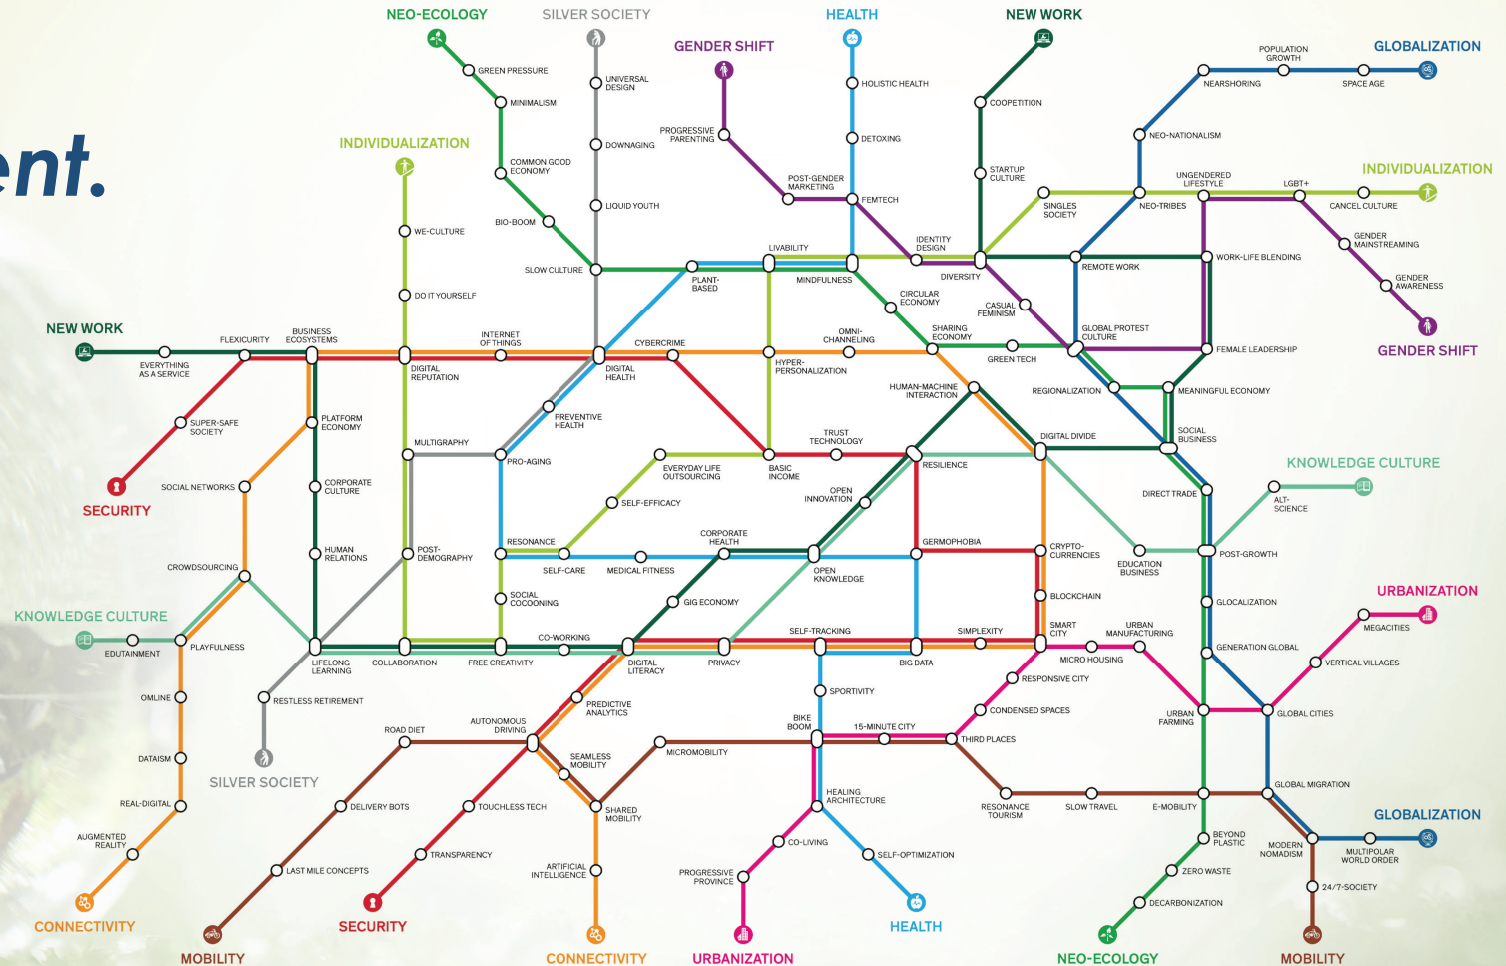 ent.
NEO-ECOLOGY
SILVER SOCIETY
HEALTH
NEW WORK
GENDER SHIFT
GLOBALIZATION
POPULATION
GROWTH
GREEN PRESSURE
UNIVERSAL
DESIGN
HOLISTIC HEALTH
NEARSHORING
SPACE AGE
MINIMALISM
COOPETITION
PROGRESSIVE
PARENTING
NEO-NATIONALISM
INDIVIDUALIZATION
DOWNAGING
DETOXING
COMMON GCOD
ECONOMY
STARTUP
CULTURE
UNGENDERED
LIFESTYLE
LGBT+
INDIVIDUALIZATION
POST-GENDER
MARKETING
FEMTECH
SINGLES
SOCIETY
NEO-TRIBES
CANCEL CULTURE
LIQUID YOUTH
BIO-BOOM
WE-CULTURE
IDENTITY
DESIGN
GENDER
MAINSTREAMING
LIVABILITY
SLOW CULTURE
PLANT-
BASED
MINDFULNESS
DIVERSITY
REMOTE WORK
WORK-LIFE BLENDING
GENDER
AWARENESS
DO IT YOURSELF
CIRCULAR
ECONOMY
CASUAL
FEMINISM
NEW WORK
FLEXICURITY
BUSINESS
ECOSYSTEMS
INTERNET
OF THINGS
CYBERCRIME
OMNI-
CHANNELING
SHARING
ECONOMY
GLOBAL PROTEST
CULTURE
GENDER SHIFT
EVERYTHING
AS A SERVICE
DIGITAL
REPUTATION
DIGITAL
HEALTH
HYPER-
PERSONALIZATION
GREEN TECH
FEMALE LEADERSHIP
HUMAN-MACHINE
INTERACTION
REGIONALIZATION
MEANINGFUL ECONOMY
SUPER-SAFE
SOCIETY
PLATFORM
ECONOMY
FREVENTIVE
HEALTH
MULTIGRAPHY
PRO-AGING
TRUST
TECHNOLOGY
DIGITAL DIVIDE
SOCIAL
BUSINESS
EVERYDAY LIFE
OUTSOURCING
BASIC
INCOME
RESILIENCE
KNOWLEDGE CULTURE
SOCIAL NETWORKS
CORPORATE
CULTURE
SELF-EFFICACY
OPEN
INNOVATION
DIRECT TRADE
ALT-
SCIENCE
SECURITY
RESONANCE
CORPORATE
HEALTH
GERMOPHOBIA
CRYPTO-
CURRENCIES
HUMAN
RELATIONS
POST-
DEMOGRAPHY
SELF-CARE
MEDICAL FITNESS
OPEN
KNOWLEDGE
EDUCATION
BUSINESS
POST-GROWTH
CROWDSOURCING
SOCIAL
COCOONING
GIG ECONOMY
BLOCKCHAIN
GLOCALIZATION
URBANIZATION
KNOWLEDGE CULTURE
MEGACITIES
CO-WORKING
SELF-TRACKING
SIMPLEXITY
SMART
CITY
URBAN
MANUFACTURING
EDUTAINMENT
PLAYFULNESS
LIFELONG
LEARNING
COLLABORATION
FREE CREATIVITY
DIGITAL
LITERACY
PRIVACY
BIG DATA
MICRO HOUSING
GENERATION GLOBAL
VERTICAL VILLAGES
RESPONSIVE CITY
OMLINE
RESTLESS RETIREMENT
PREDICTIVE
ANALYTICS
SPORTIVITY
CONDENSED SPACES
URBAN
FARMING
GLOBAL CITIES
ROAD DIET
AUTONOMOUS
DRIVING
BIKE
BOOM
15-MINUTE CITY
THIRD PLACES
MICROMOBILITY
DATAISM
SEAMLESS
MOBILITY
SILVER SOCIETY
GLOBAL MIGRATION
REAL-DIGITAL
DELIVERY BOTS
TOUCHLESS TECH
SHARED
MOBILITY
HEALING
ARCHITECTURE
RESONANCE
TOURISM
SLOW TRAVEL
E-MOBILITY
GLOBALIZATION
AUGMENTED
REALITY
CO-LIVING
BEYOND
PLASTIC
MODERN
NOMADISM
MULTIPOLAR
WORLD ORDER
TRANSPARENCY
SELF-OPTIMIZATION
LAST MILE CONCEPTS
ARTIFICIAL
INTELLIGENCE
PROGRESSIVE
PROVINCE
ZERO WASTE
24/7-SOCIETY
DECARBONIZATION
CONNECTIVITY
SECURITY
HEALTH
MOBILITY
CONNECTIVITY
URBANIZATION
NEO-ECOLOGY
MOBILITY